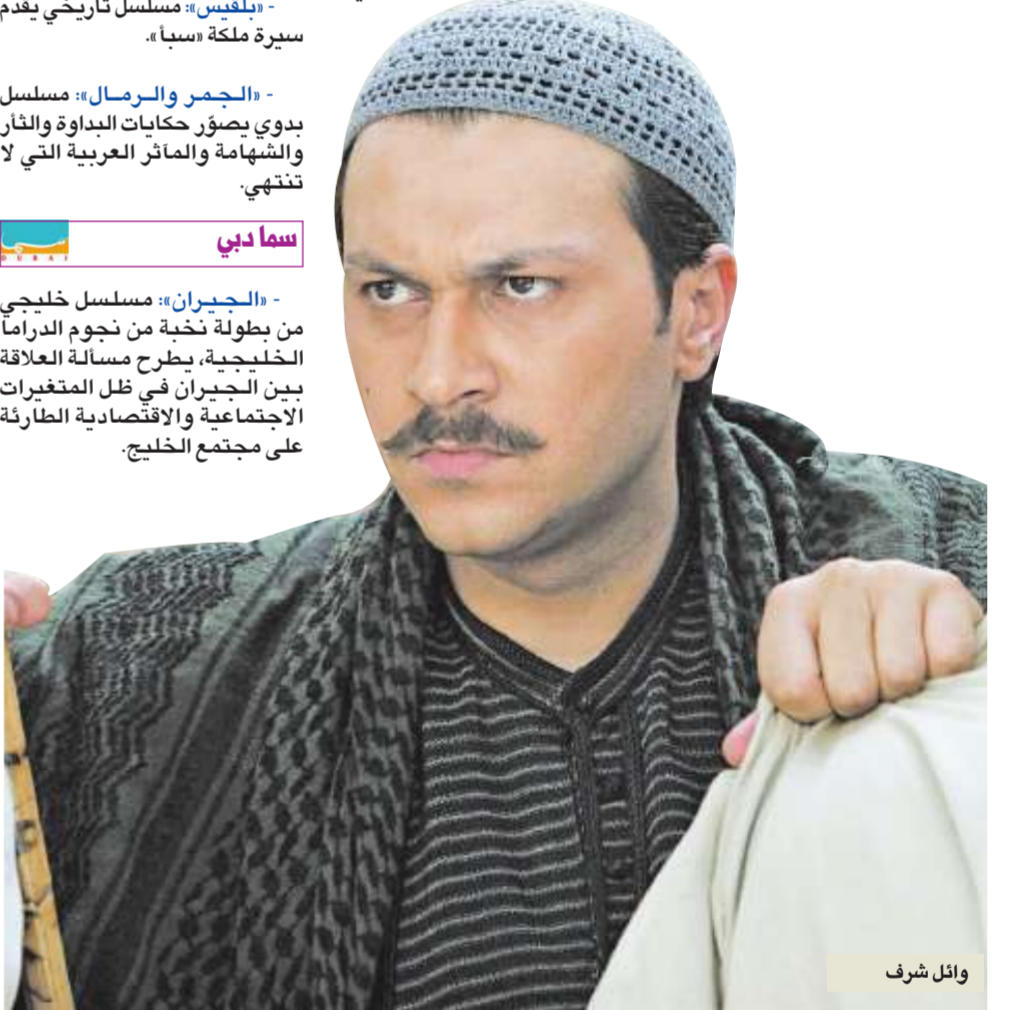 - «بلقيس»: مسلسل تاريخي يقدم
سيرة ملكة «سبأ».
- «الجمر والرمال»: مسلسل
بدوي يصوّر حكايات البداوة والثأر
والشهامة والمآثر العربية التي لا
تنتهي.
سما دبي
DUBAI
- «الجيران»: مسلسل خليجي
من بطولة نخبة من نجوم الدراما
الخليجية، يطرح مسألة العلاقة
بين الجيران في ظل المتغيرات
الاجتماعية والاقتصادية الطارئة
على مجتمع الخليج.
وائل شرف